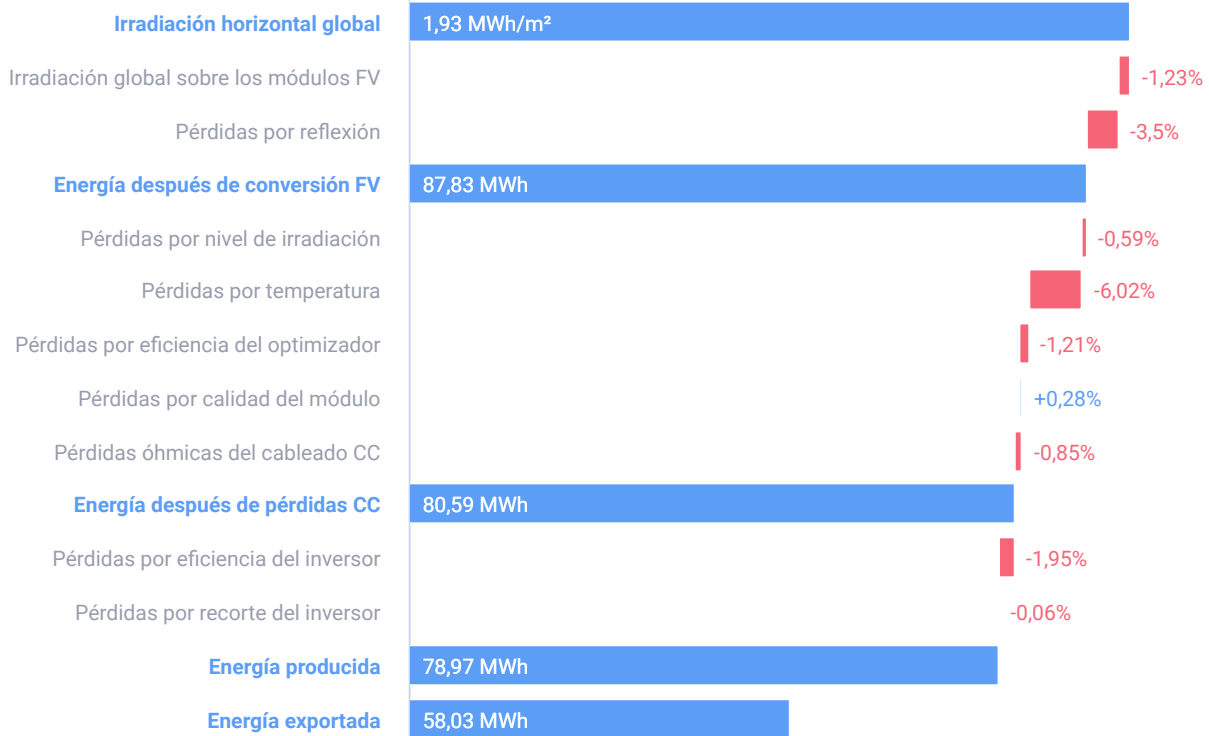 Irradiación horizontal global 1,93 MWh/m²
Irradiación global sobre los módulos FV -1,23%
Pérdidas por reflexión -3,5%
Energía después de conversión FV 87,83 MWh
Pérdidas por nivel de irradiación -0,59%
Pérdidas por temperatura -6,02%
Pérdidas por eficiencia del optimizador -1,21%
Pérdidas por calidad del módulo +0,28%
Pérdidas óhmicas del cableado CC -0,85%
Energía después de pérdidas CC 80,59 MWh
Pérdidas por eficiencia del inversor -1,95%
Pérdidas por recorte del inversor -0,06%
Energía producida 78,97 MWh
Energía exportada 58,03 MWh